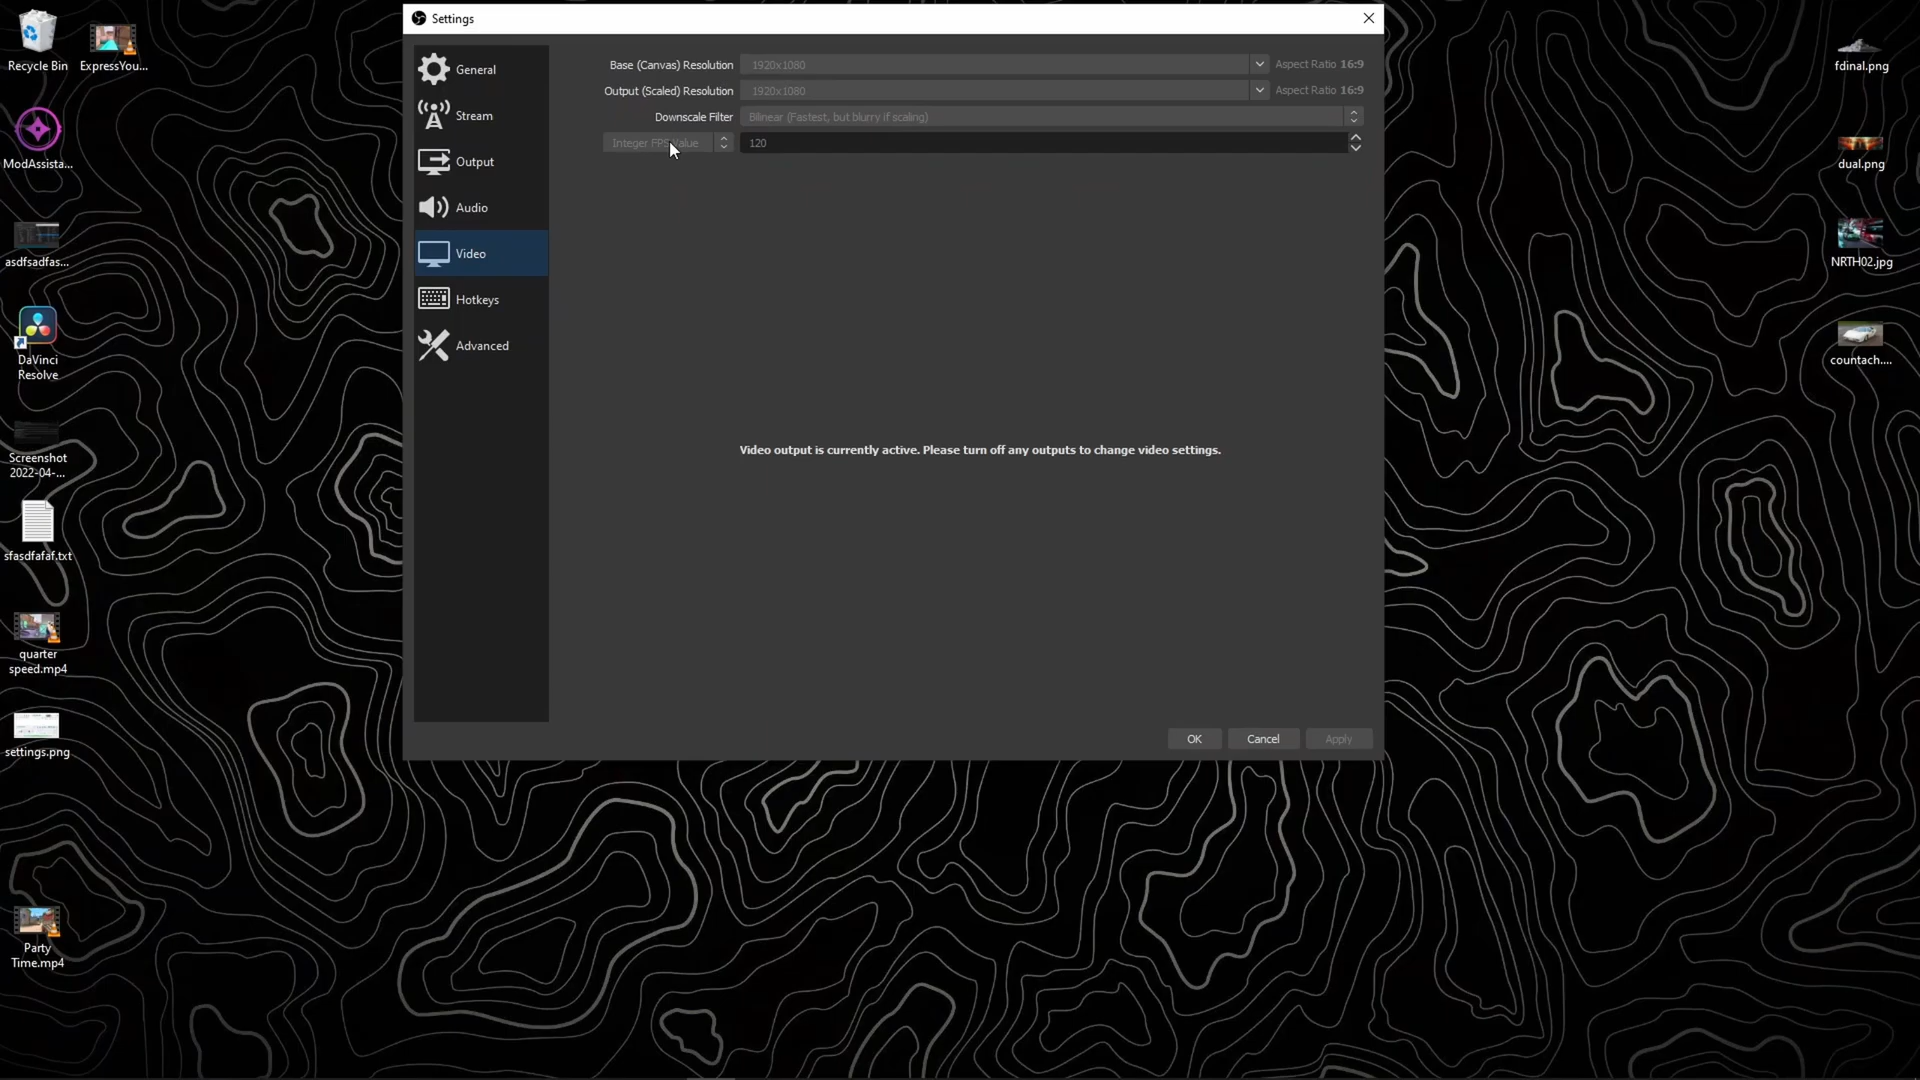 Settings
Recycle Bin
ExpressYou...
ModAssista...
asdfsadfas...
DaVinci
Resolve
Screenshot
2022-04-...
sfasdfafaf.txt
quarter
speed.mp4
settings.png
Party
Time.mp4
General
Stream
Output
Audio
Video
Hotkeys
Advanced
Base (Canvas) Resolution 1920x1080 Aspect Ratio 16:9
Output (Scaled) Resolution 1920x1080 Aspect Ratio 16:9
Downscale Filter Bilinear (Fastest, but blurry if scaling)
Integer FPS Value 120
Video output is currently active. Please turn off any outputs to change video settings.
OK Cancel Apply
fdinal.png
dual.png
NRTH02.jpg
countach....